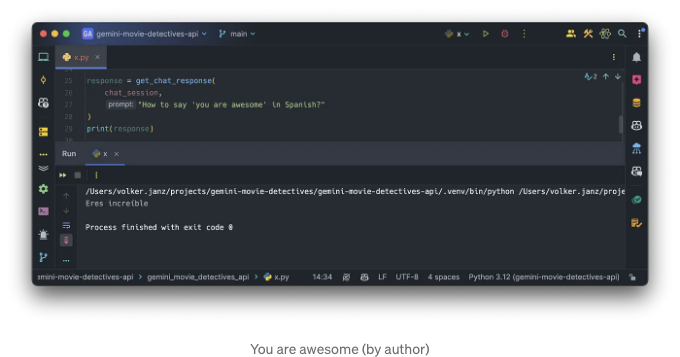 GA gemini-movie-detectives-api main x
x.py
2
25 response = get_chat_response(
26 chat_session,
27 prompt: "How to say 'you are awesome' in Spanish?"
28 )
29 print(response)
Run x
/Users/volker.janz/projects/gemini-movie-detectives/gemini-movie-detectives-api/.venv/bin/python /Users/volker.janz/proje
Eres increíble
Process finished with exit code 0
emini-movie-detectives-api > gemini_movie_detectives_api > x.py 14:34 LF UTF-8 4 spaces Python 3.12 (gemini-movie-detectives-api)
You are awesome (by author)